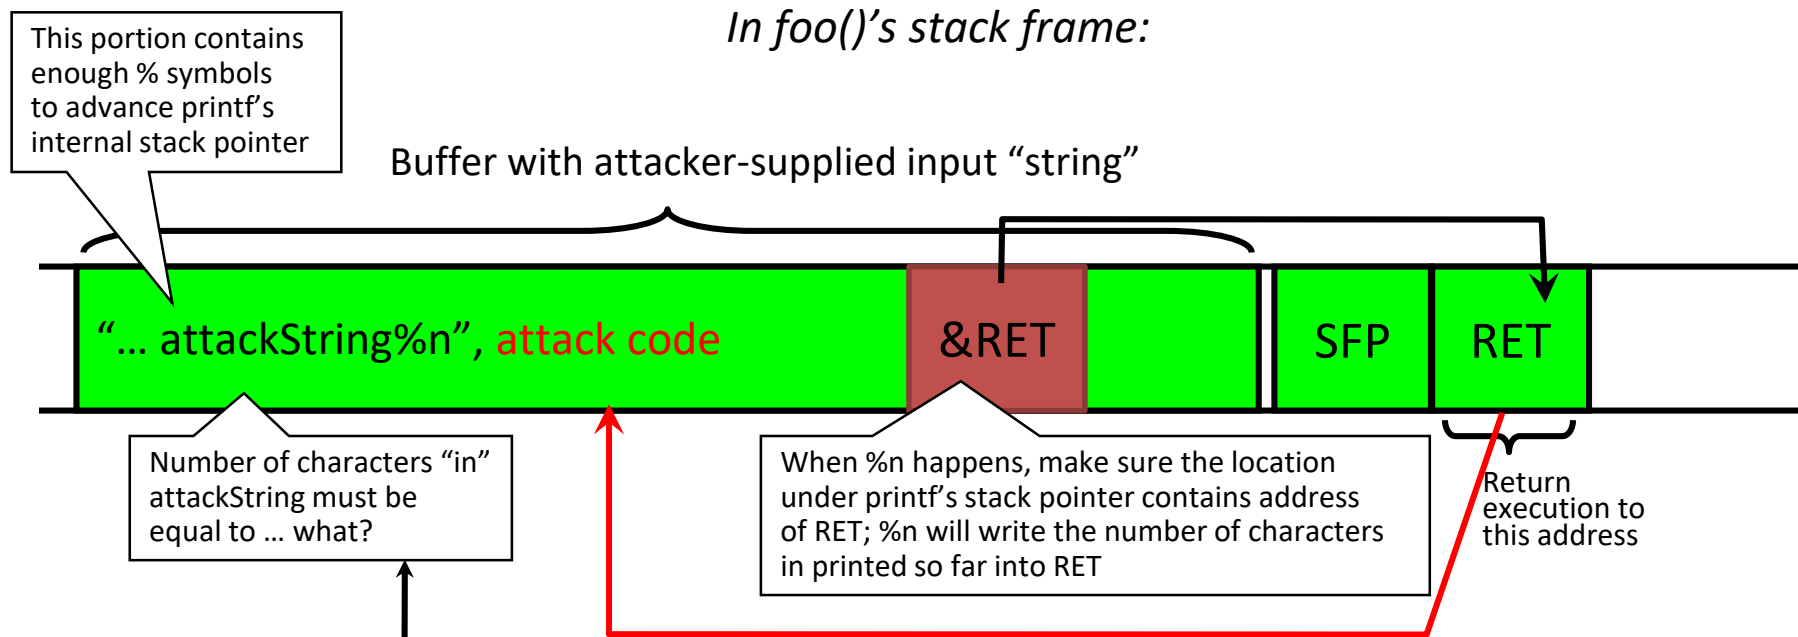 In foo()'s stack frame:
This portion contains
enough % symbols
to advance printf’s
internal stack pointer
Buffer with attacker-supplied input “string”
“… attackString%n”, attack code
&RET
SFP
RET
Number of characters “in”
attackString must be
equal to … what?
When %n happens, make sure the location
under printf’s stack pointer contains address
of RET; %n will write the number of characters
in printed so far into RET
Return
execution to
this address